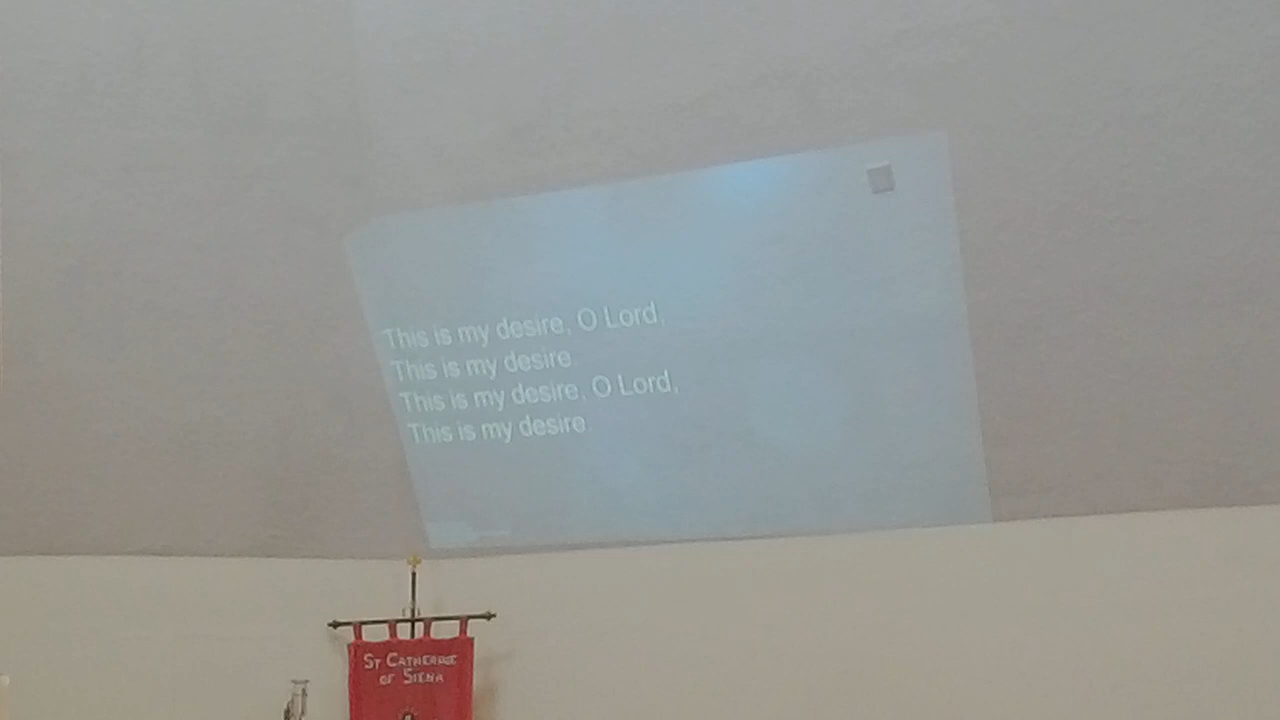 This is my desire, O Lord,
This is my desire.
This is my desire, O Lord,
This is my desire.
ST CATHERINE
OF SIENA